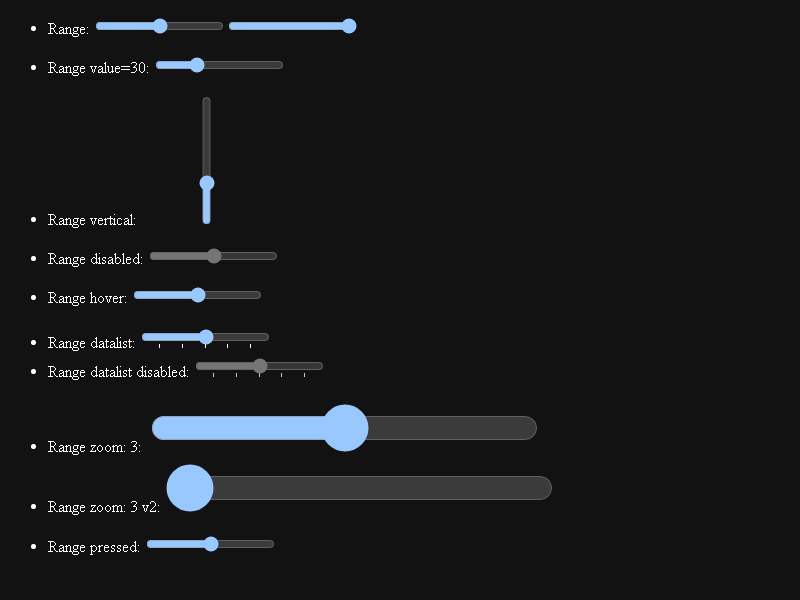 Range:
Range value=30:
Range vertical:
Range disabled:
Range hover:
Range datalist:
Range datalist disabled:
Range zoom: 3:
Range zoom: 3 v2:
Range pressed: